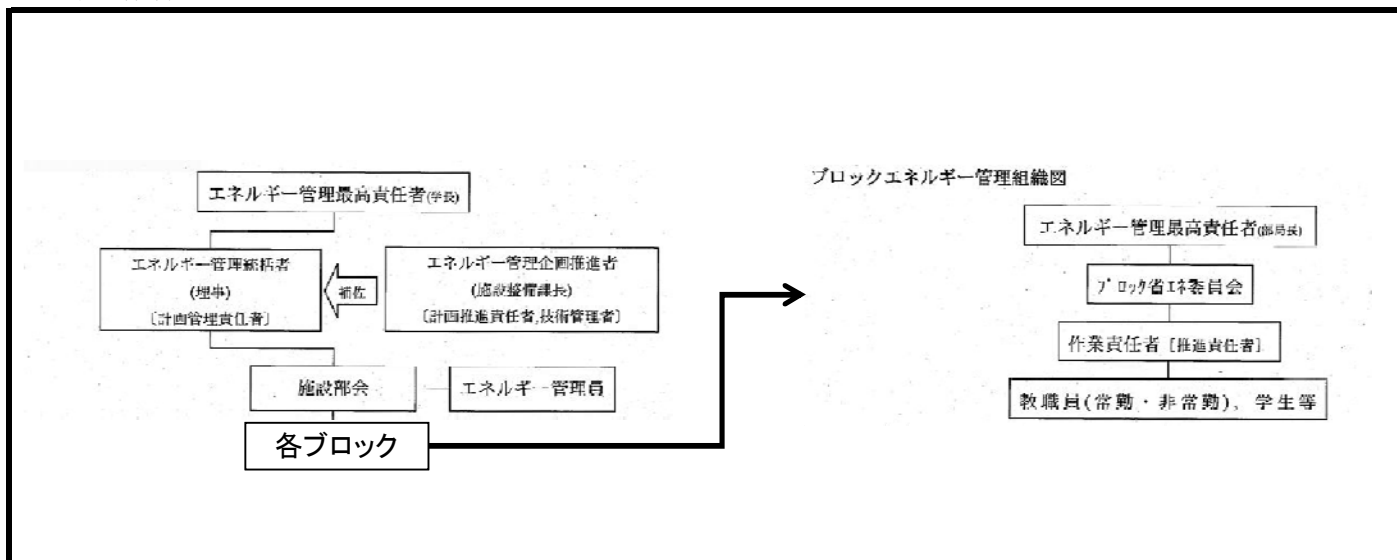 エネルギー管理最高責任者(学長)
エネルギー管理統括者
(理事)
〔計画管理責任者〕
補佐
エネルギー管理企画推進者
(施設整備課長)
〔計画推進責任者,技術管理者〕
施設部会
エネルギー管理員
各ブロック
ブロックエネルギー管理組織図
エネルギー管理最高責任者(部局長)
ブロック省エネ委員会
作業責任者［推進責任者］
教職員(常勤・非常勤)，学生等